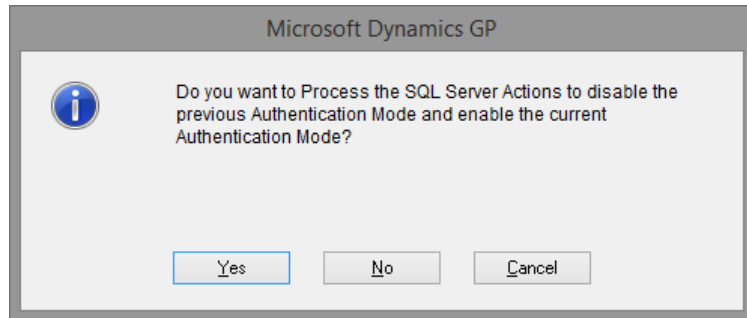 Microsoft Dynamics GP
Do you want to Process the SQL Server Actions to disable the
previous Authentication Mode and enable the current
Authentication Mode?
Yes No Cancel